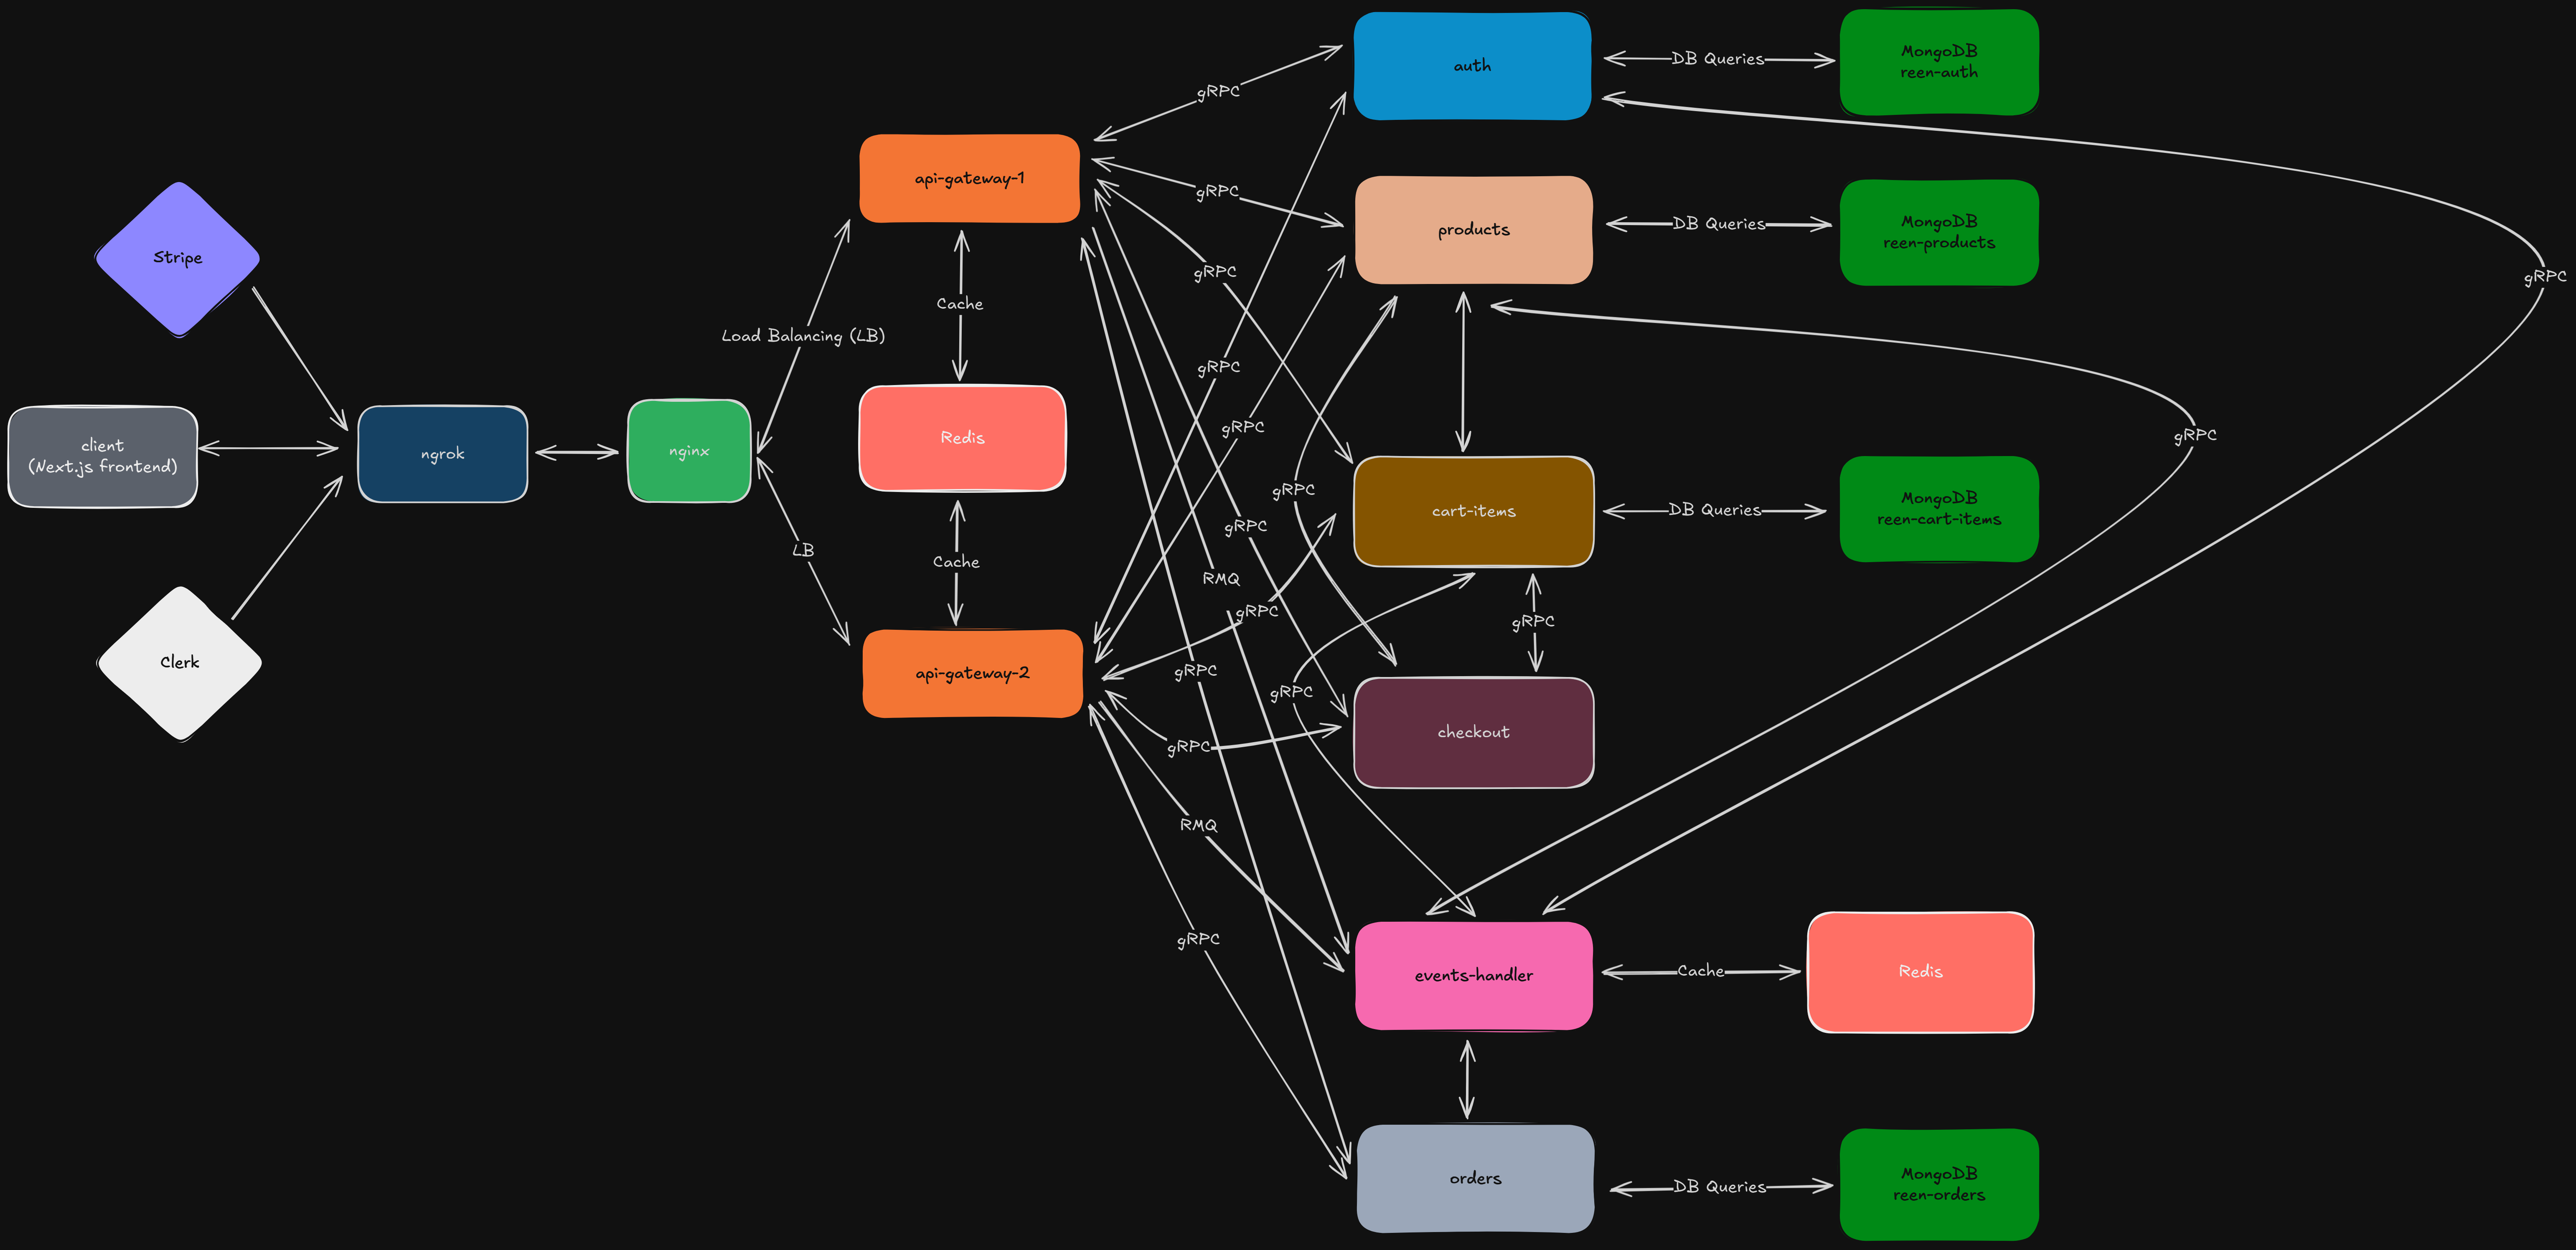 auth
DB Queries
MongoDB
reen-auth
gRPC
api-gateway-1
gRPC
products
DB Queries
MongoDB
reen-products
Stripe
gRPC
gRPC
Cache
Load Balancing (LB)
gRPC
gRPC
gRPC
client
(Next.js frontend)
ngrok
nginx
Redis
gRPC
cart-items
DB Queries
MongoDB
reen-cart-items
gRPC
LB
Cache
RMQ
gRPC
gRPC
Clerk
api-gateway-2
gRPC
gRPC
gRPC
checkout
RMQ
gRPC
events-handler
Cache
Redis
orders
DB Queries
MongoDB
reen-orders